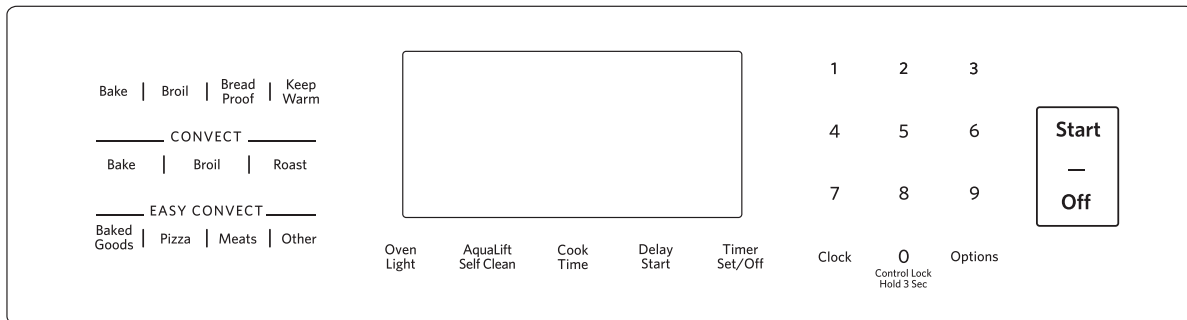 Bake | Broil | Bread Proof | Keep Warm
CONVECT
Bake | Broil | Roast
EASY CONVECT
Baked Goods | Pizza | Meats | Other
Oven Light
AquaLift Self Clean
Cook Time
Delay Start
Timer Set/Off
1 2 3
4 5 6
7 8 9
Clock 0 Options
Control Lock
Hold 3 Sec
Start
—
Off